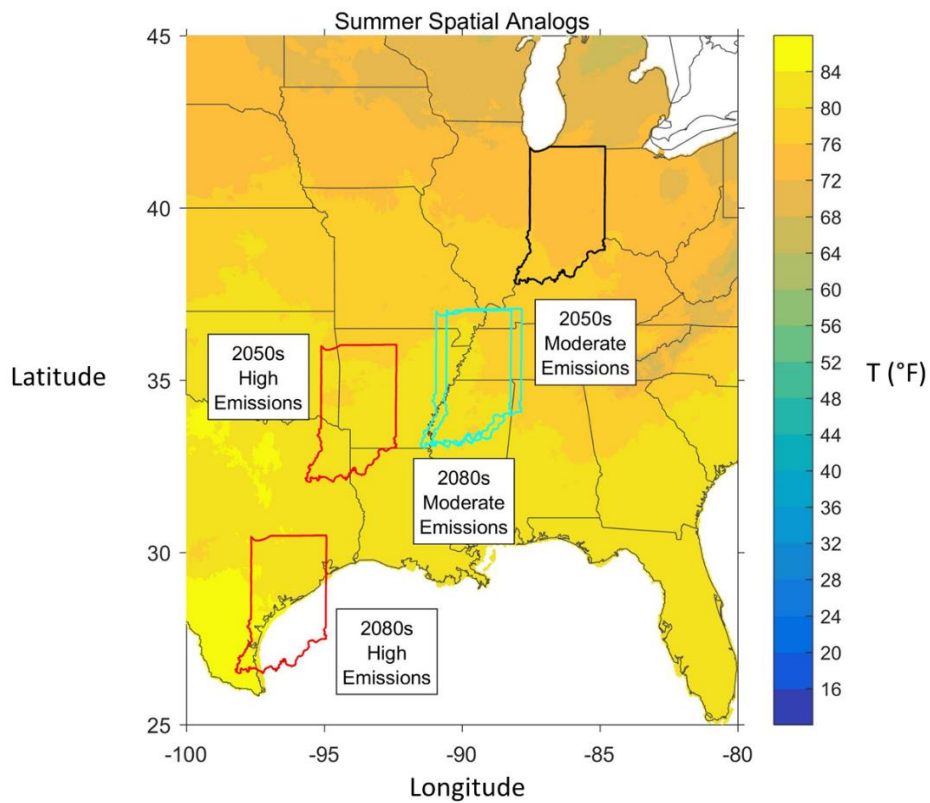 Summer Spatial Analogs
45
40
35
30
25
Latitude
-100
-95
-90
-85
-80
Longitude
2050s
High
Emissions
2050s
Moderate
Emissions
2080s
Moderate
Emissions
2080s
High
Emissions
84
80
76
72
68
64
60
56
52
48
44
40
36
32
28
24
20
16
T (°F)